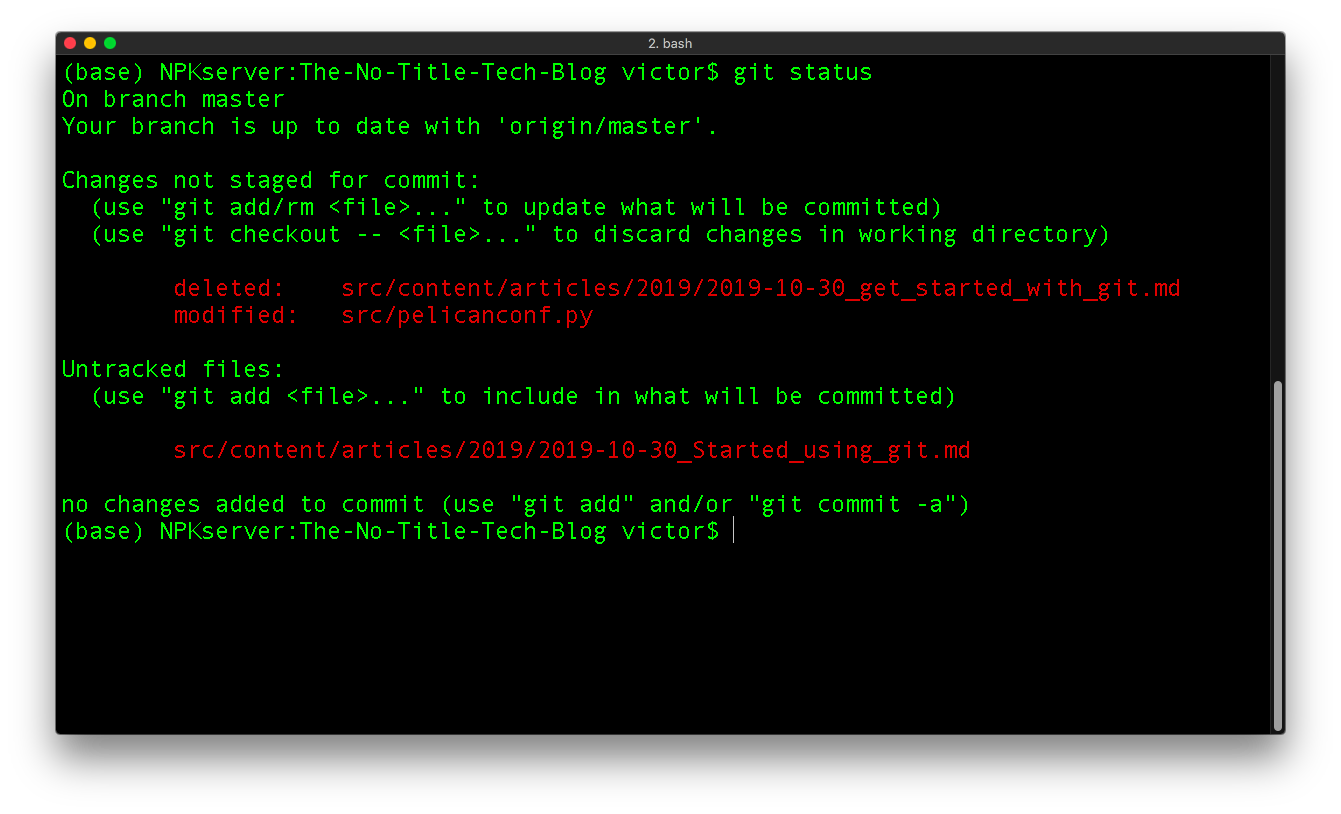 2. bash
(base) NPKserver:The-No-Title-Tech-Blog victor$ git status
On branch master
Your branch is up to date with 'origin/master'.
Changes not staged for commit:
(use "git add/rm <file>..." to update what will be committed)
(use "git checkout -- <file>..." to discard changes in working directory)
deleted: src/content/articles/2019/2019-10-30_get_started_with_git.md
modified: src/pelicanconf.py
Untracked files:
(use "git add <file>..." to include in what will be committed)
src/content/articles/2019/2019-10-30_Started_using_git.md
no changes added to commit (use "git add" and/or "git commit -a")
(base) NPKserver:The-No-Title-Tech-Blog victor$